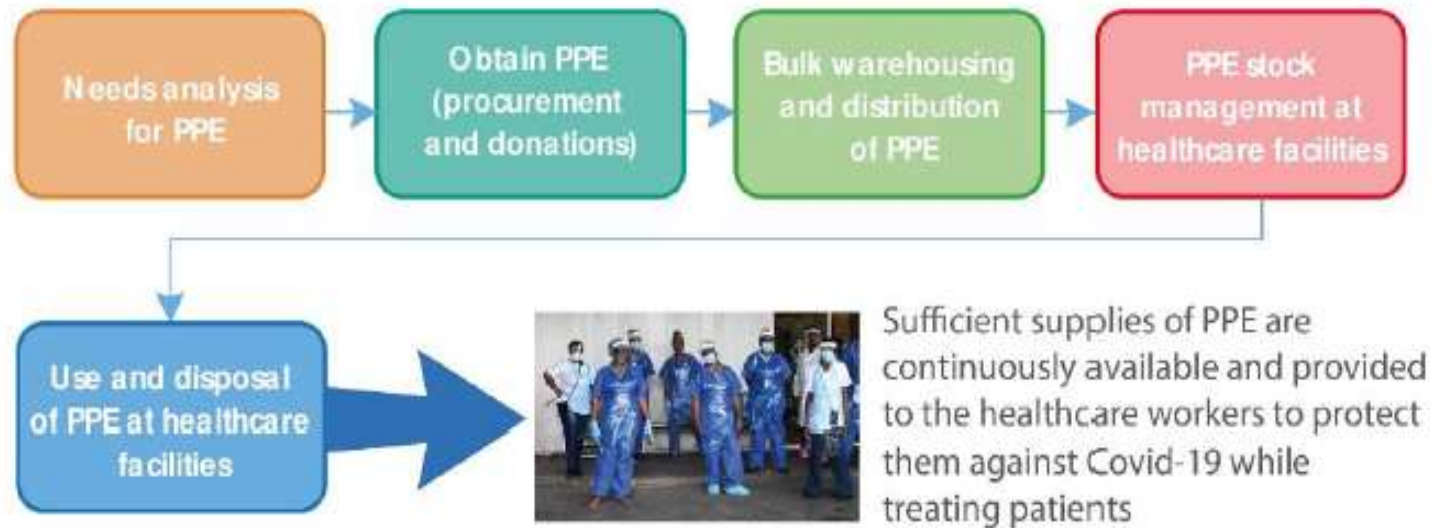 Needs analysis
for PPE
Obtain PPE
(procurement
and donations)
Bulk warehousing
and distribution
of PPE
PPE stock
management at
healthcare facilities
Use and disposal
of PPE at healthcare
facilities
Sufficient supplies of PPE are
continuously available and provided
to the healthcare workers to protect
them against Covid-19 while
treating patients